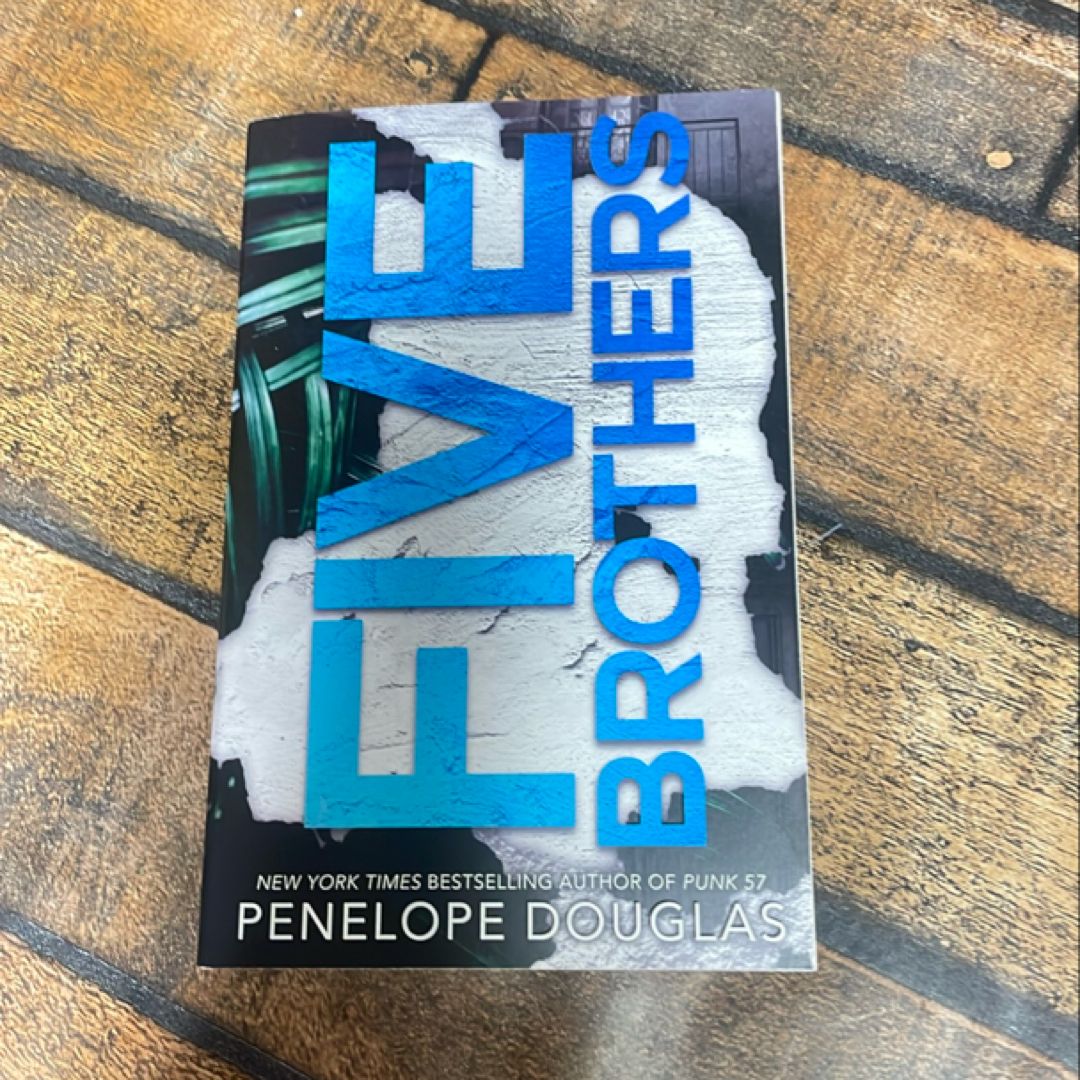 FIVE
BROTHERS
NEW YORK TIMES BESTSELLING AUTHOR OF PUNK 57
PENELOPE DOUGLAS